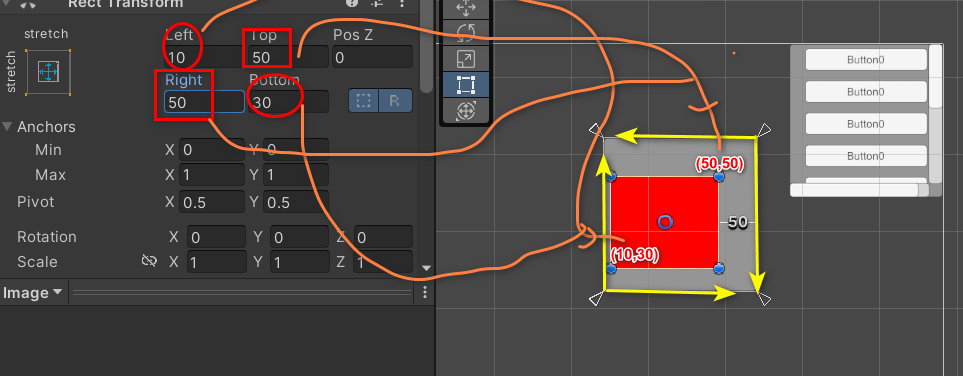 Rect Transform
stretch
stretch
Left Top Pos Z
10 50 0
Right Bottom
50 30 R
Anchors
Min X 0 Y 0
Max X 1 Y 1
Pivot X 0.5 Y 0.5
Rotation X 0 Y 0 Z 0
Scale X 1 Y 1 Z 1
Image
Button0
Button0
Button0
Button0
(50,50)
50
(10,30)